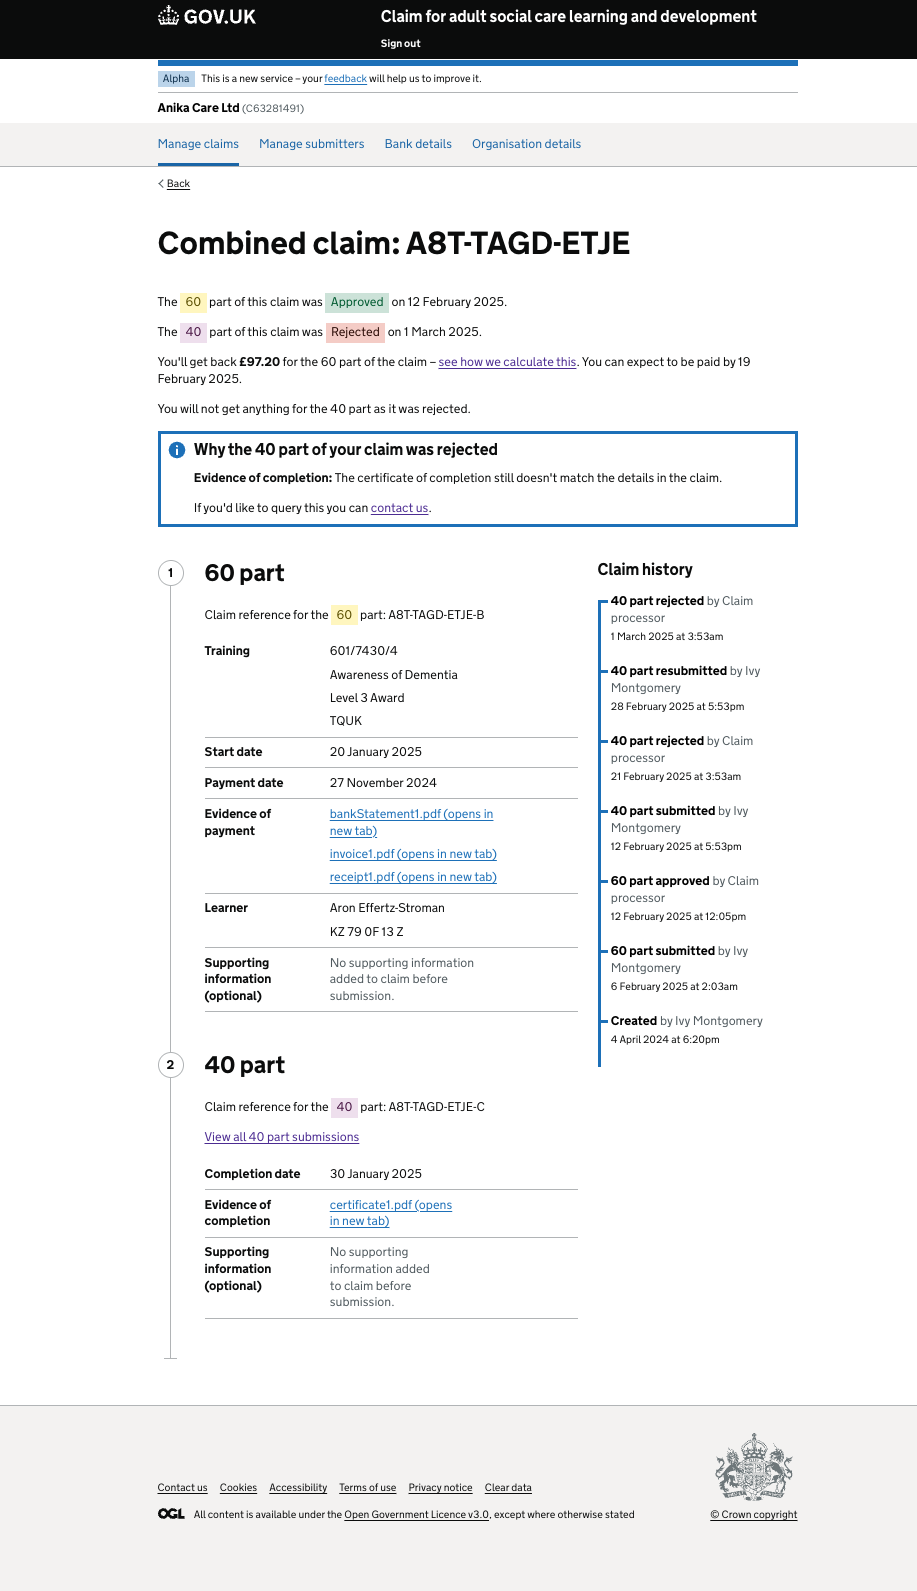 GOV.UK
Claim for adult social care learning and development
Sign out
Alpha This is a new service – your feedback will help us to improve it.
Anika Care Ltd (C63281491)
Manage claims Manage submitters Bank details Organisation details
Back
Combined claim: A8T-TAGD-ETJE
The 60 part of this claim was Approved on 12 February 2025.
The 40 part of this claim was Rejected on 1 March 2025.
You'll get back £97.20 for the 60 part of the claim – see how we calculate this. You can expect to be paid by 19
February 2025.
You will not get anything for the 40 part as it was rejected.
Why the 40 part of your claim was rejected
Evidence of completion: The certificate of completion still doesn't match the details in the claim.
If you'd like to query this you can contact us.
1
60 part
Claim reference for the 60 part: A8T-TAGD-ETJE-B
Training 601/7430/4
Awareness of Dementia
Level 3 Award
TQUK
Start date 20 January 2025
Payment date 27 November 2024
Evidence of
payment
bankStatement1.pdf (opens in
new tab)
invoice1.pdf (opens in new tab)
receipt1.pdf (opens in new tab)
Learner Aron Effertz-Stroman
KZ 79 0F 13 Z
Supporting
information
(optional)
No supporting information
added to claim before
submission.
2
40 part
Claim reference for the 40 part: A8T-TAGD-ETJE-C
View all 40 part submissions
Completion date 30 January 2025
Evidence of
completion
certificate1.pdf (opens
in new tab)
Supporting
information
(optional)
No supporting
information added
to claim before
submission.
Claim history
40 part rejected by Claim
processor
1 March 2025 at 3:53am
40 part resubmitted by Ivy
Montgomery
28 February 2025 at 5:53pm
40 part rejected by Claim
processor
21 February 2025 at 3:53am
40 part submitted by Ivy
Montgomery
12 February 2025 at 5:53pm
60 part approved by Claim
processor
12 February 2025 at 12:05pm
60 part submitted by Ivy
Montgomery
6 February 2025 at 2:03am
Created by Ivy Montgomery
4 April 2024 at 6:20pm
Contact us Cookies Accessibility Terms of use Privacy notice Clear data
OGL All content is available under the Open Government Licence v3.0, except where otherwise stated
© Crown copyright